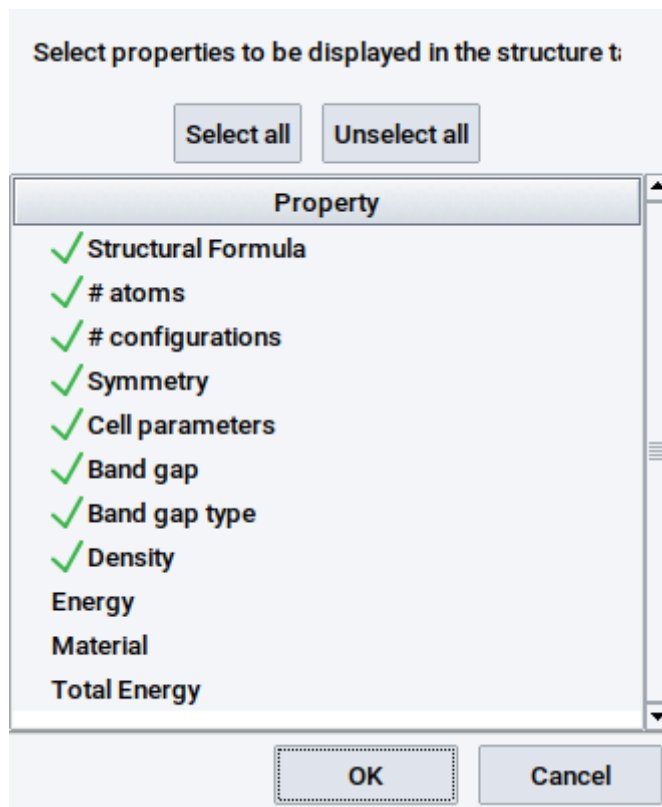 Select properties to be displayed in the structure
Select all
Unselect all
Property
Structural Formula
# atoms
# configurations
Symmetry
Cell parameters
Band gap
Band gap type
Density
Energy
Material
Total Energy
OK
Cancel